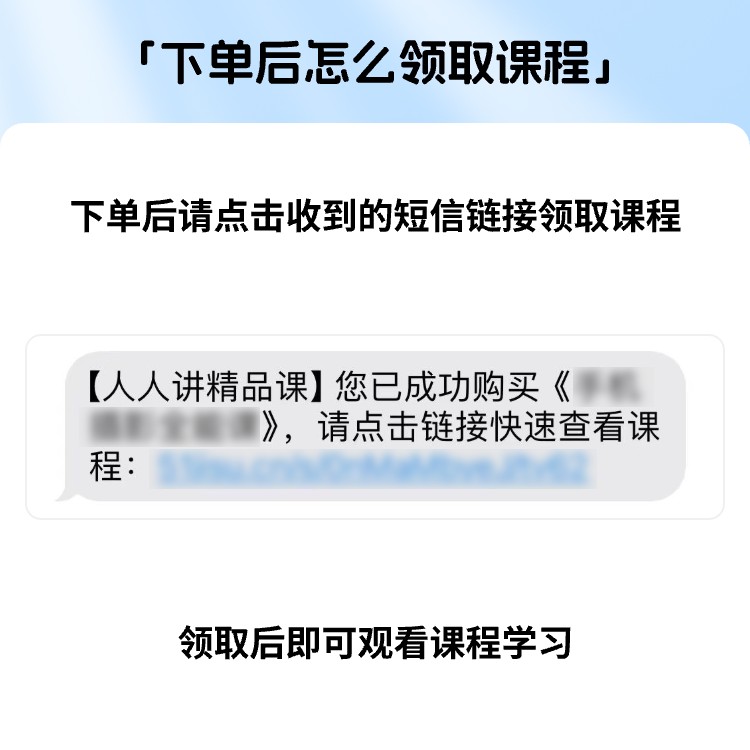 「下单后怎么领取课程」
下单后请点击收到的短信链接领取课程
【人人讲精品课】您已成功购买《
》，请点击链接快速查看课
程：
领取后即可观看课程学习